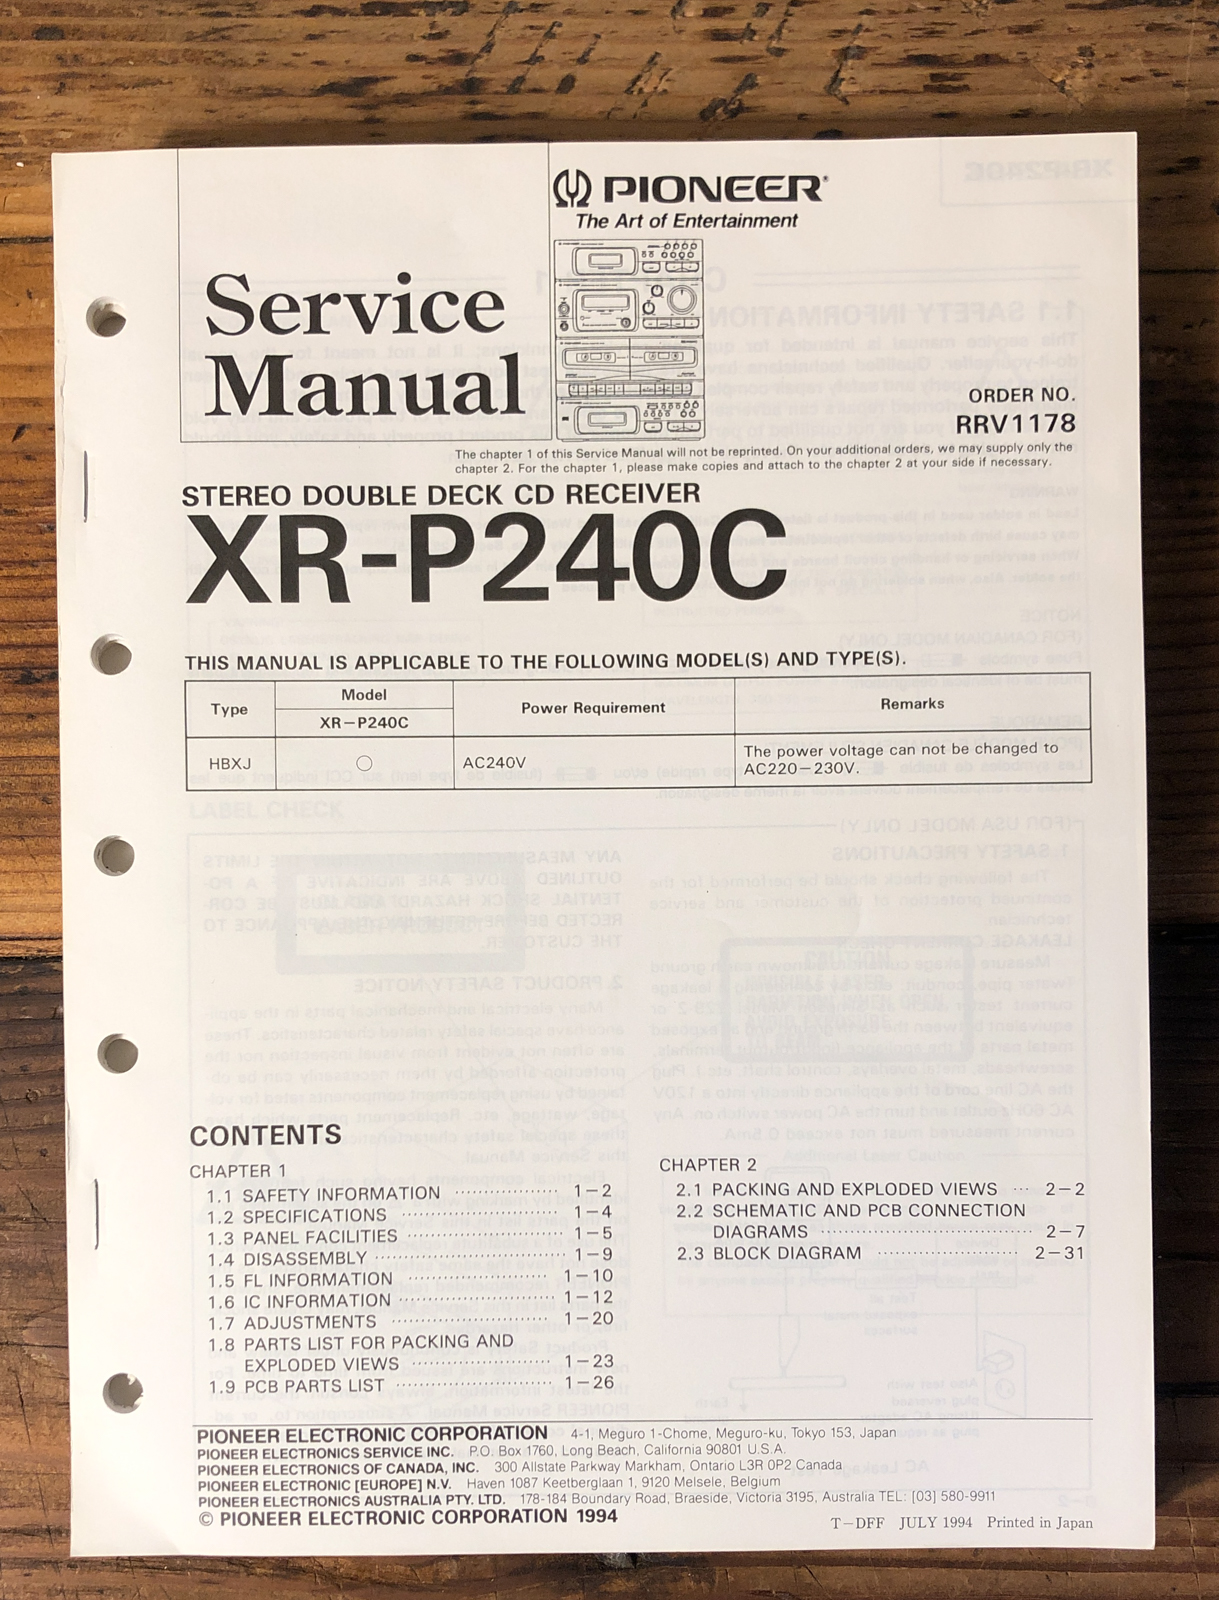 PIONEER®
The Art of Entertainment
Service
Manual
ORDER NO.
RRV1178
The chapter 1 of this Service Manual will not be reprinted. On your additional orders, we may supply only the
chapter 2. For the chapter 1, please make copies and attach to the chapter 2 at your side if necessary.
STEREO DOUBLE DECK CD RECEIVER
XR-P240C
THIS MANUAL IS APPLICABLE TO THE FOLLOWING MODEL(S) AND TYPE(S).
Type
Model
XR-P240C
Power Requirement
Remarks
HBXJ
○
AC240V
The power voltage can not be changed to
AC220-230V.
CONTENTS
CHAPTER 1
1.1 SAFETY INFORMATION ················ 1-2
1.2 SPECIFICATIONS ······················ 1-4
1.3 PANEL FACILITIES ···················· 1-5
1.4 DISASSEMBLY ························· 1-9
1.5 FL INFORMATION ···················· 1-10
1.6 IC INFORMATION ···················· 1-12
1.7 ADJUSTMENTS ······················ 1-20
1.8 PARTS LIST FOR PACKING AND
EXPLODED VIEWS ···················· 1-23
1.9 PCB PARTS LIST ····················· 1-26
CHAPTER 2
2.1 PACKING AND EXPLODED VIEWS ··· 2-2
2.2 SCHEMATIC AND PCB CONNECTION
DIAGRAMS ···························· 2-7
2.3 BLOCK DIAGRAM ···················· 2-31
PIONEER ELECTRONIC CORPORATION 4-1, Meguro 1-Chome, Meguro-ku, Tokyo 153, Japan
PIONEER ELECTRONICS SERVICE INC. P.O. Box 1760, Long Beach, California 90801 U.S.A.
PIONEER ELECTRONICS OF CANADA, INC. 300 Allstate Parkway Markham, Ontario L3R 0P2 Canada
PIONEER ELECTRONIC [EUROPE] N.V. Haven 1087 Keetberglaan 1, 9120 Melsele, Belgium
PIONEER ELECTRONICS AUSTRALIA PTY. LTD. 178-184 Boundary Road, Braeside, Victoria 3195, Australia TEL: [03] 580-9911
© PIONEER ELECTRONIC CORPORATION 1994
T-DFF JULY 1994 Printed in Japan